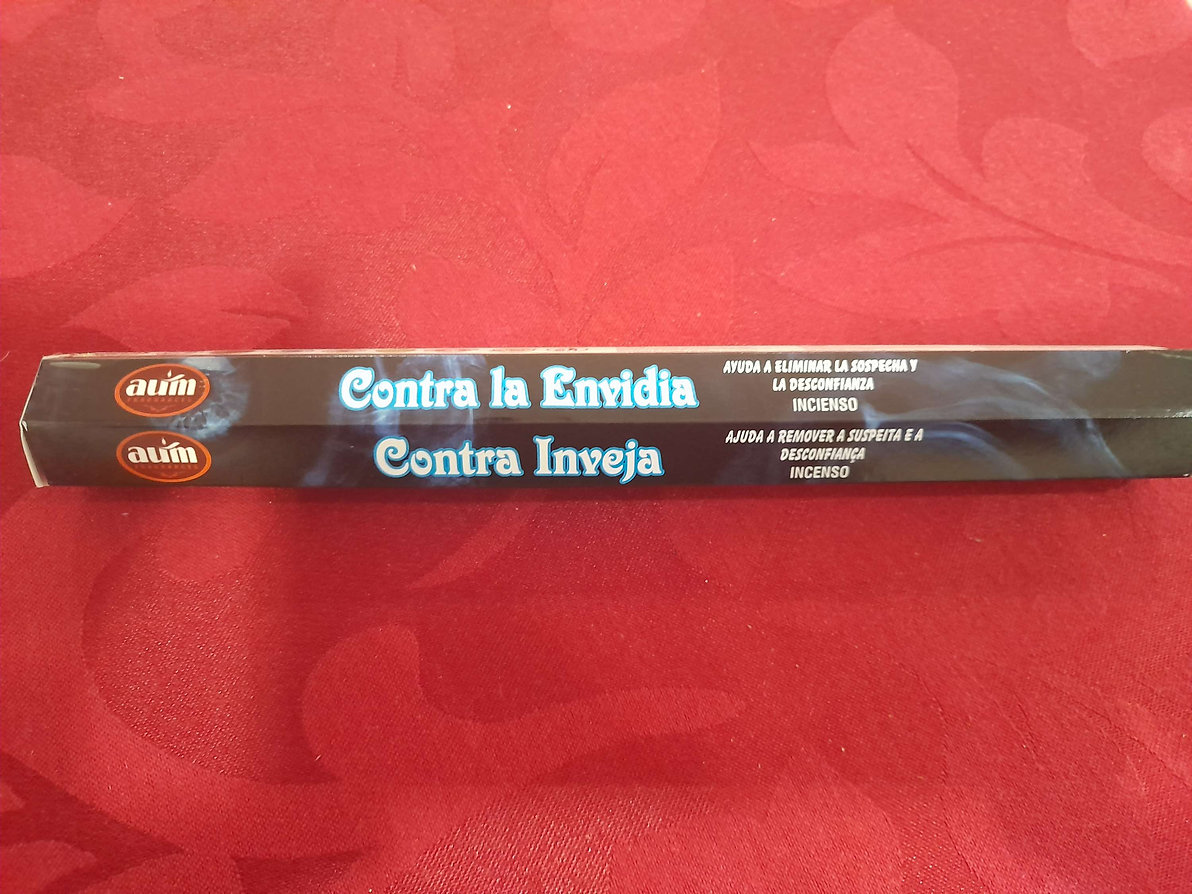 aum
Contra la Envidia
AYUDA A ELIMINAR LA SOSPECHA Y
LA DESCONFIANZA
INCIENSO
aum
Contra Inveja
AJUDA A REMOVER A SUSPEITA E A
DESCONFIANÇA
INCENSO